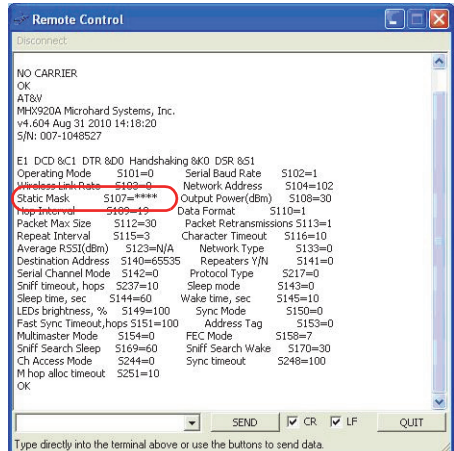 Remote Control
Disconnect
NO CARRIER
OK
AT&V
MHX920A Microhard Systems, Inc.
v4.604 Aug 31 2010 14:18:20
S/N: 007-1048527
E1 DCD &C1 DTR &D0 Handshaking &K0 DSR &S1
Operating Mode S101=0 Serial Baud Rate S102=1
Wireless Link Rate S103=0 Network Address S104=102
Static Mask S107=**** Output Power(dBm) S108=30
Hop Interval S109=19 Data Format S110=1
Packet Max Size S112=30 Packet Retransmissions S113=1
Repeat Interval S115=3 Character Timeout S116=10
Average RSSI(dBm) S123=N/A Network Type S133=0
Destination Address S140=65535 Repeaters Y/N S141=0
Serial Channel Mode S142=0 Protocol Type S217=0
Sniff timeout, hops S237=10 Sleep mode S143=0
Sleep time, sec S144=60 Wake time, sec S145=10
LEDs brightness, % S149=100 Sync Mode S150=0
Fast Sync Timeout,hops S151=100 Address Tag S153=0
Multimaster Mode S154=0 FEC Mode S158=7
Sniff Search Sleep S169=60 Sniff Search Wake S170=30
Ch Access Mode S244=0 Sync timeout S248=100
M hop alloc timeout S251=10
OK
SEND CR LF QUIT
Type directly into the terminal above or use the buttons to send data.